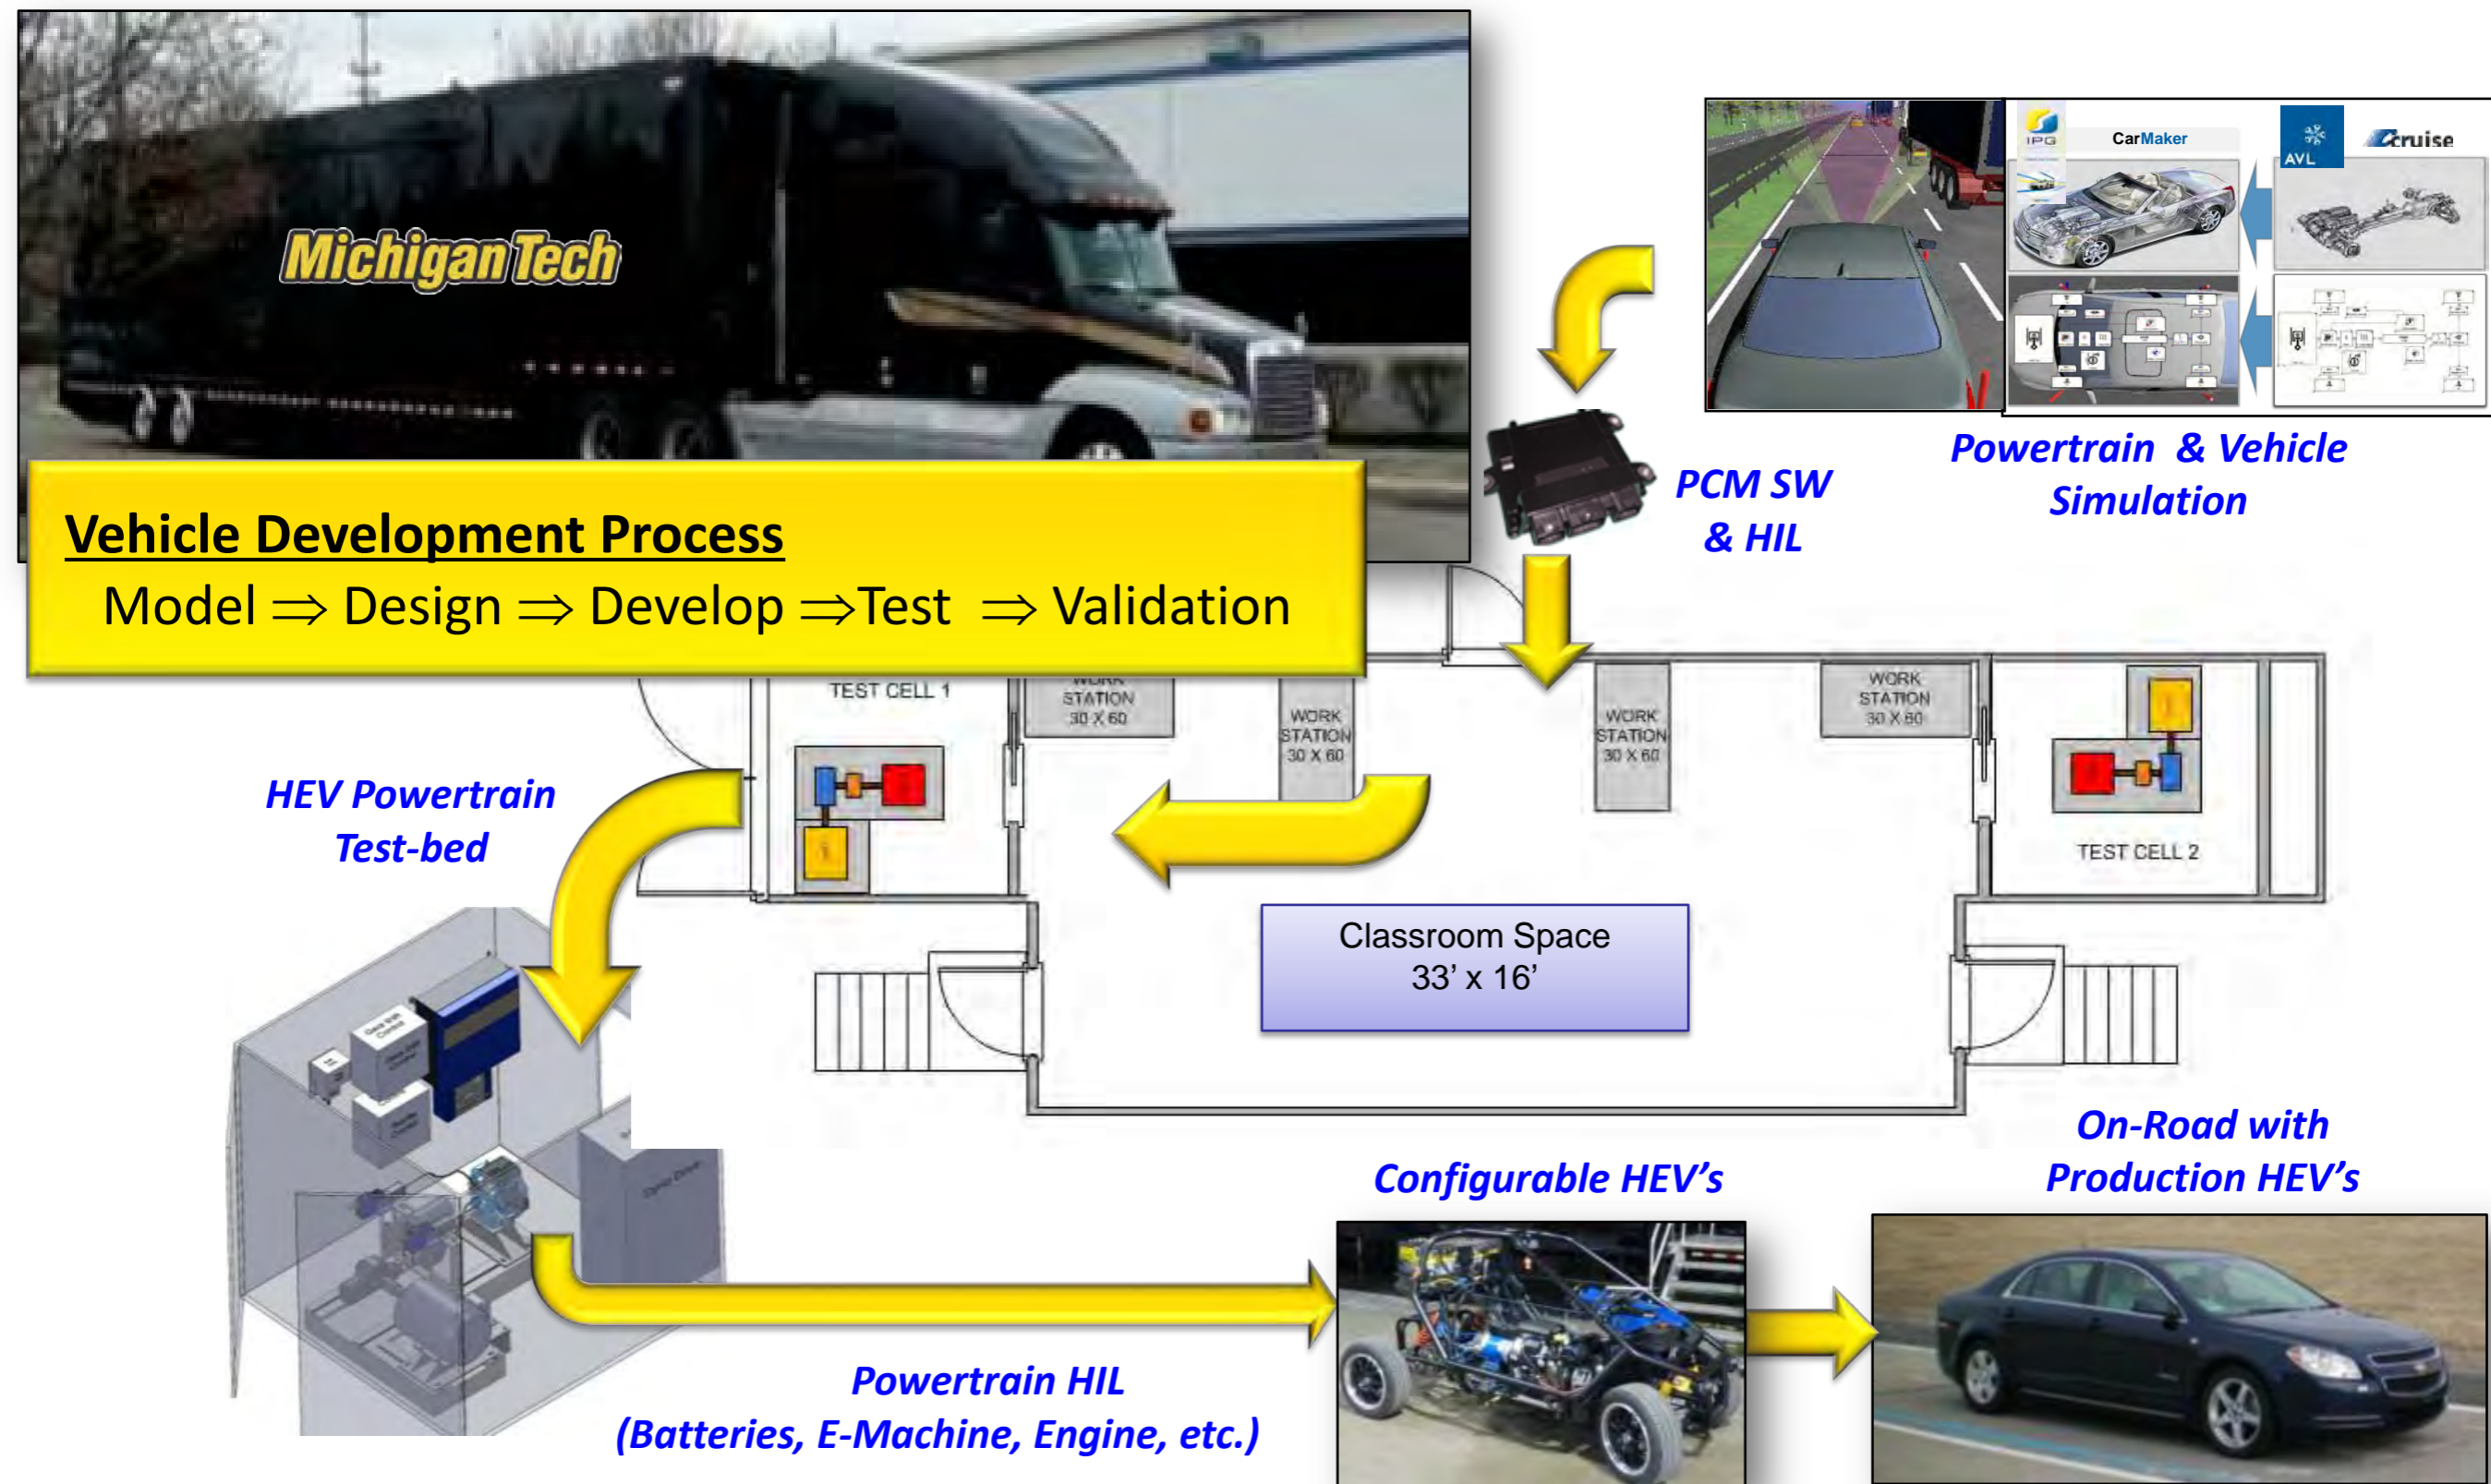 MichiganTech
IPG
CarMaker
AVL
cruise
Powertrain & Vehicle
Simulation
PCM SW
& HIL
Vehicle Development Process
Model ⇒ Design ⇒ Develop ⇒Test ⇒ Validation
TEST CELL 1
WORK
STATION
30 X 60
WORK
STATION
30 X 60
WORK
STATION
30 X 60
WORK
STATION
30 X 60
TEST CELL 2
HEV Powertrain
Test-bed
Classroom Space
33’ x 16’
On-Road with
Production HEV’s
Configurable HEV’s
Powertrain HIL
(Batteries, E-Machine, Engine, etc.)